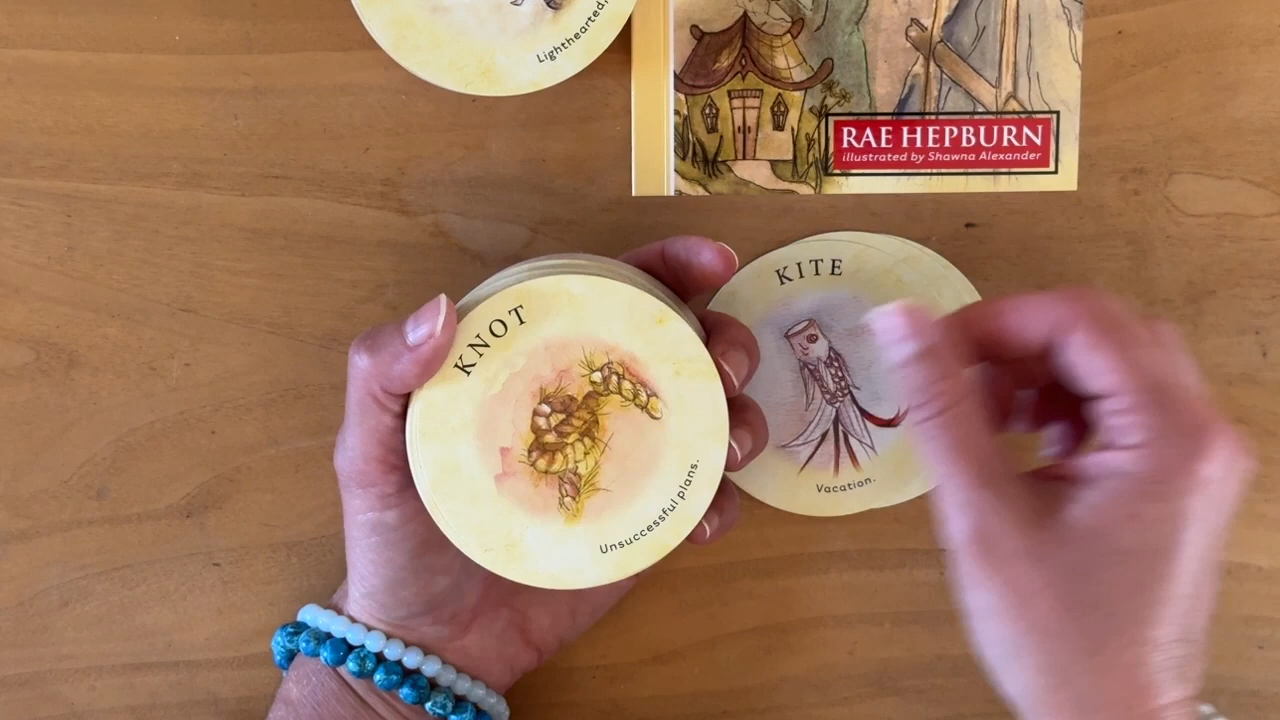 Lighthearted,
RAE HEPBURN
illustrated by Shawna Alexander
KITE
Vacation.
KNOT
Unsuccessful plans.